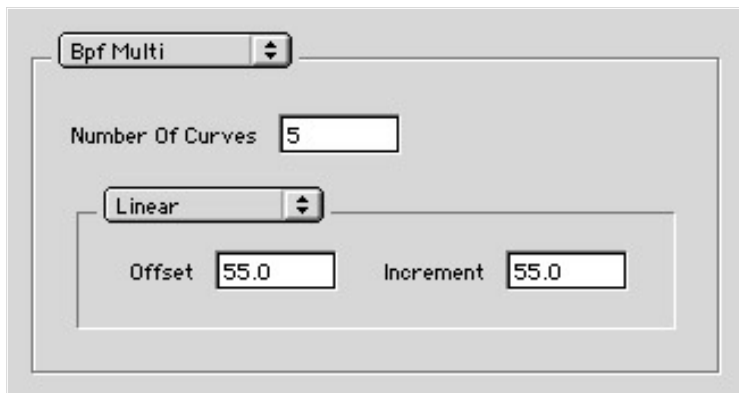 Bpf Multi
Number Of Curves 5
Linear
Offset 55.0 Increment 55.0